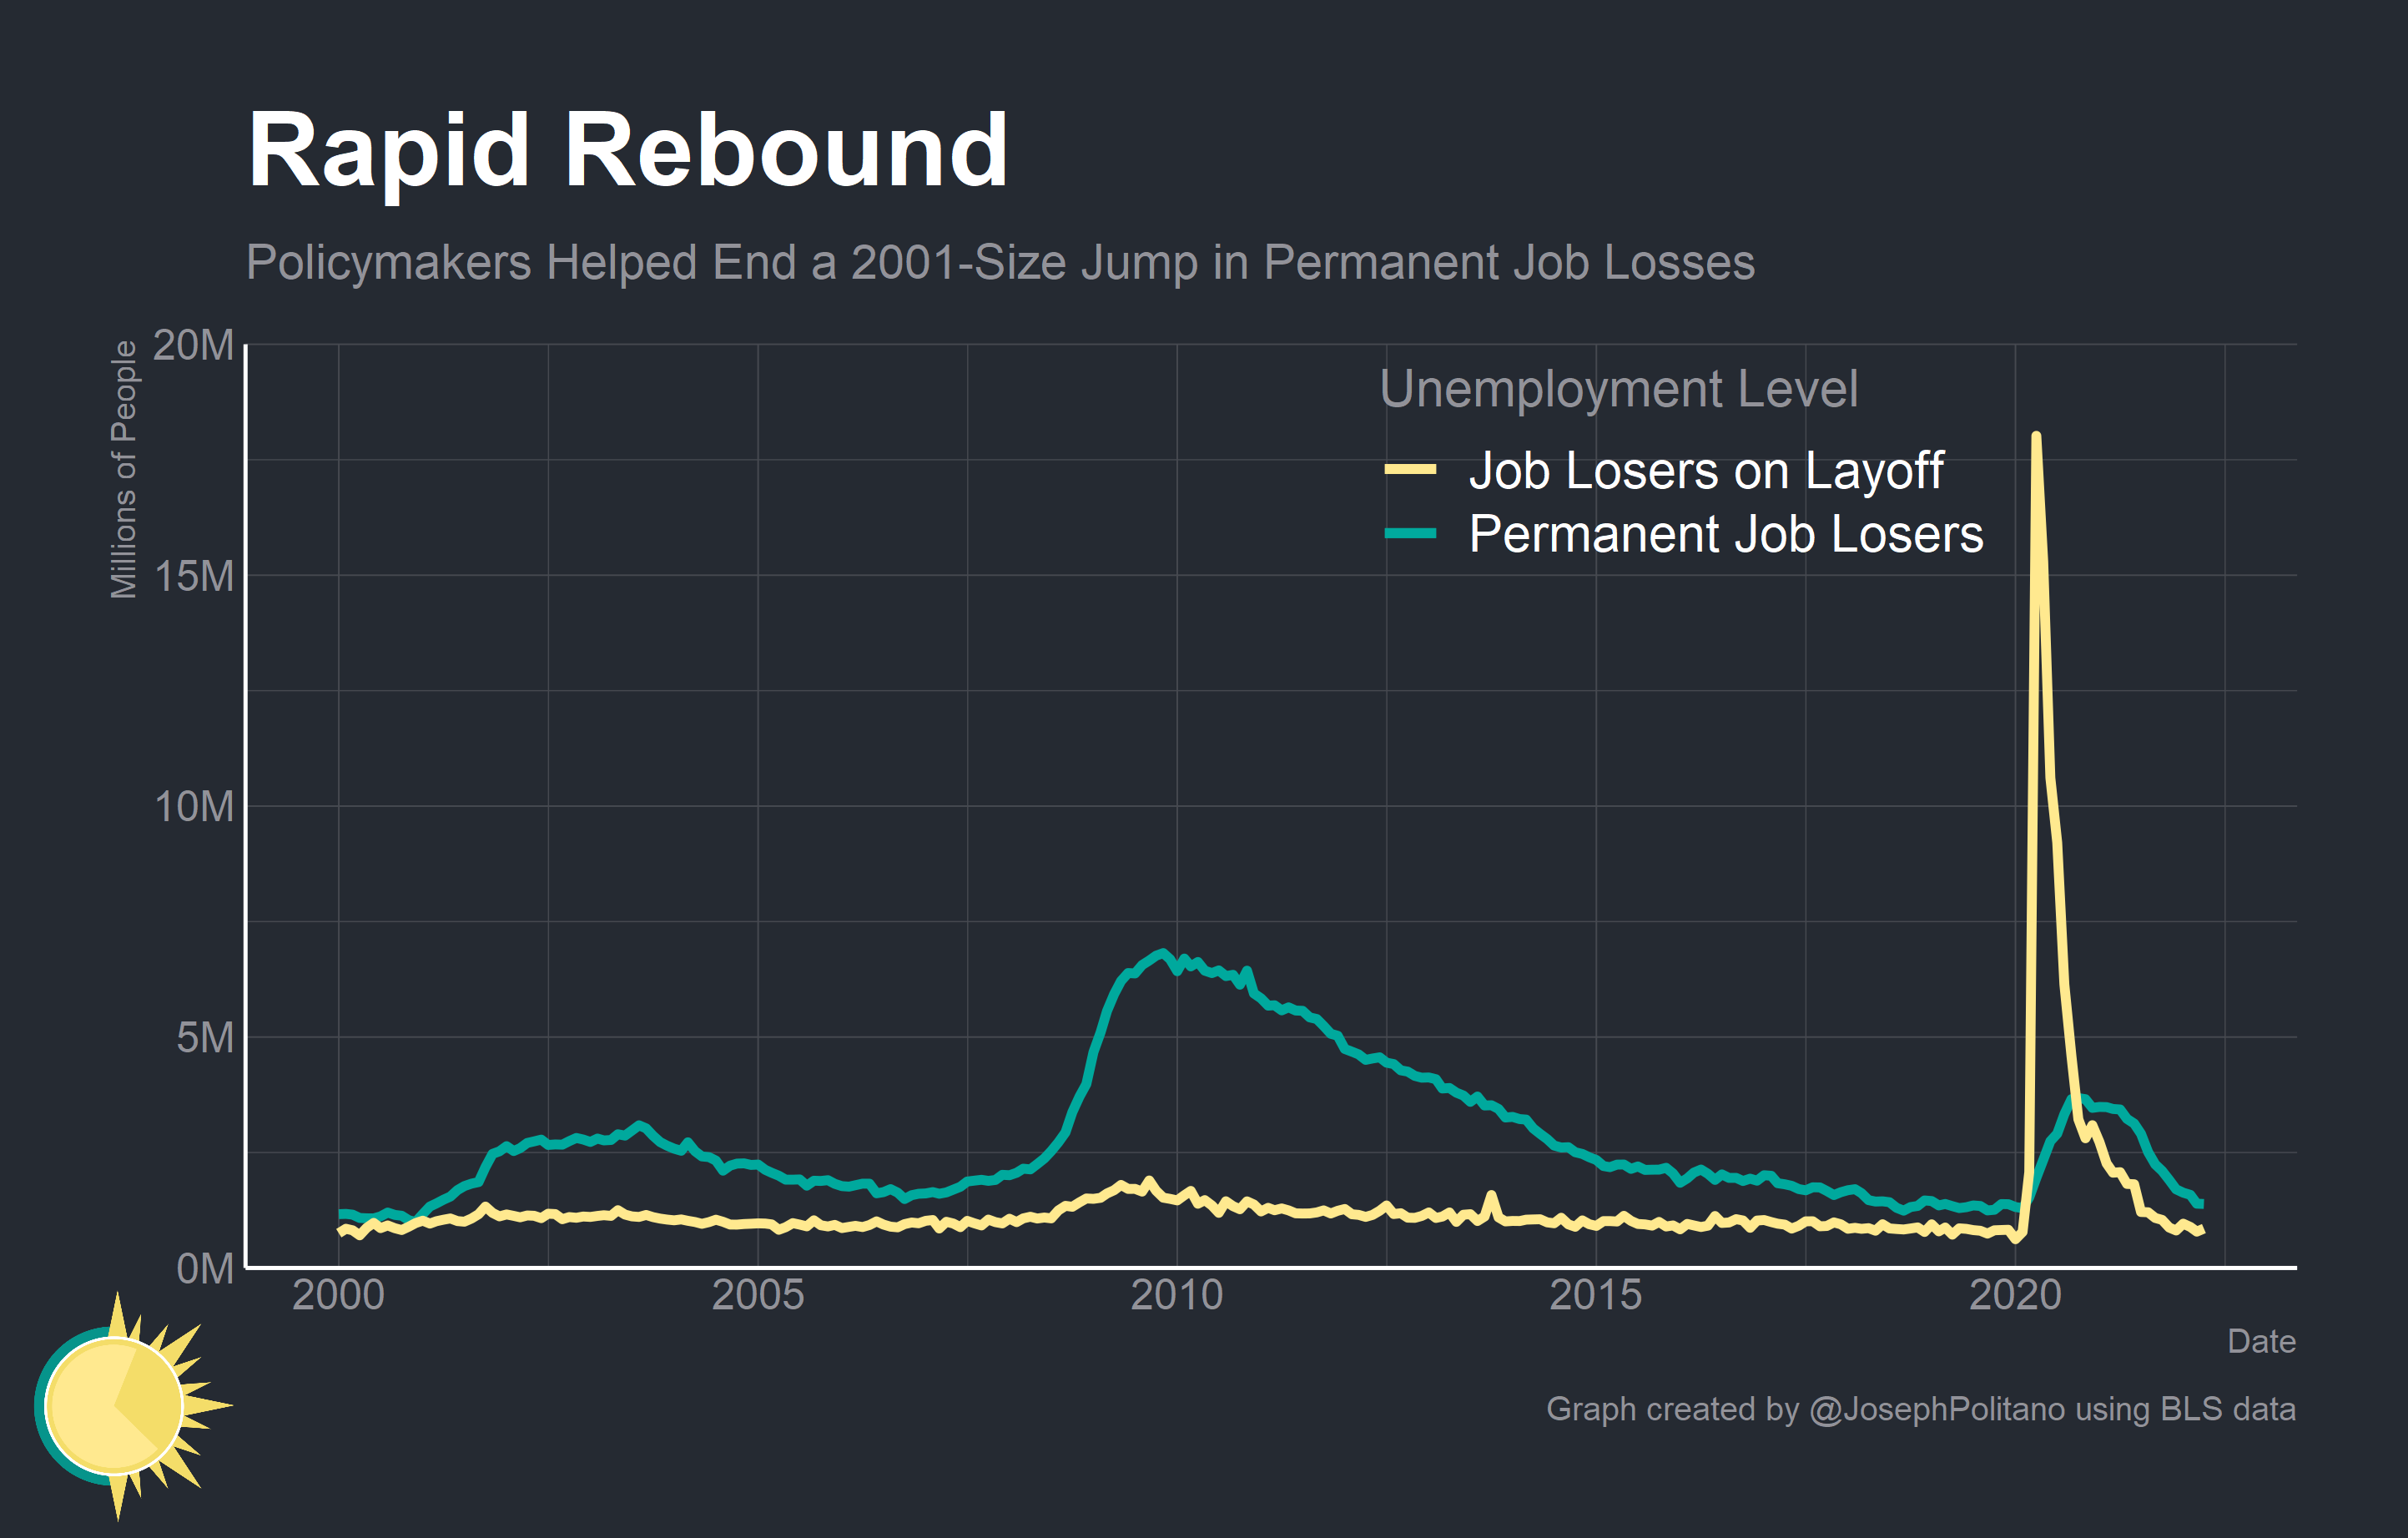 Rapid Rebound
Policymakers Helped End a 2001-Size Jump in Permanent Job Losses
Millions of People
20M
15M
10M
5M
0M
Unemployment Level
Job Losers on Layoff
Permanent Job Losers
2000
2005
2010
2015
2020
Date
Graph created by @JosephPolitano using BLS data